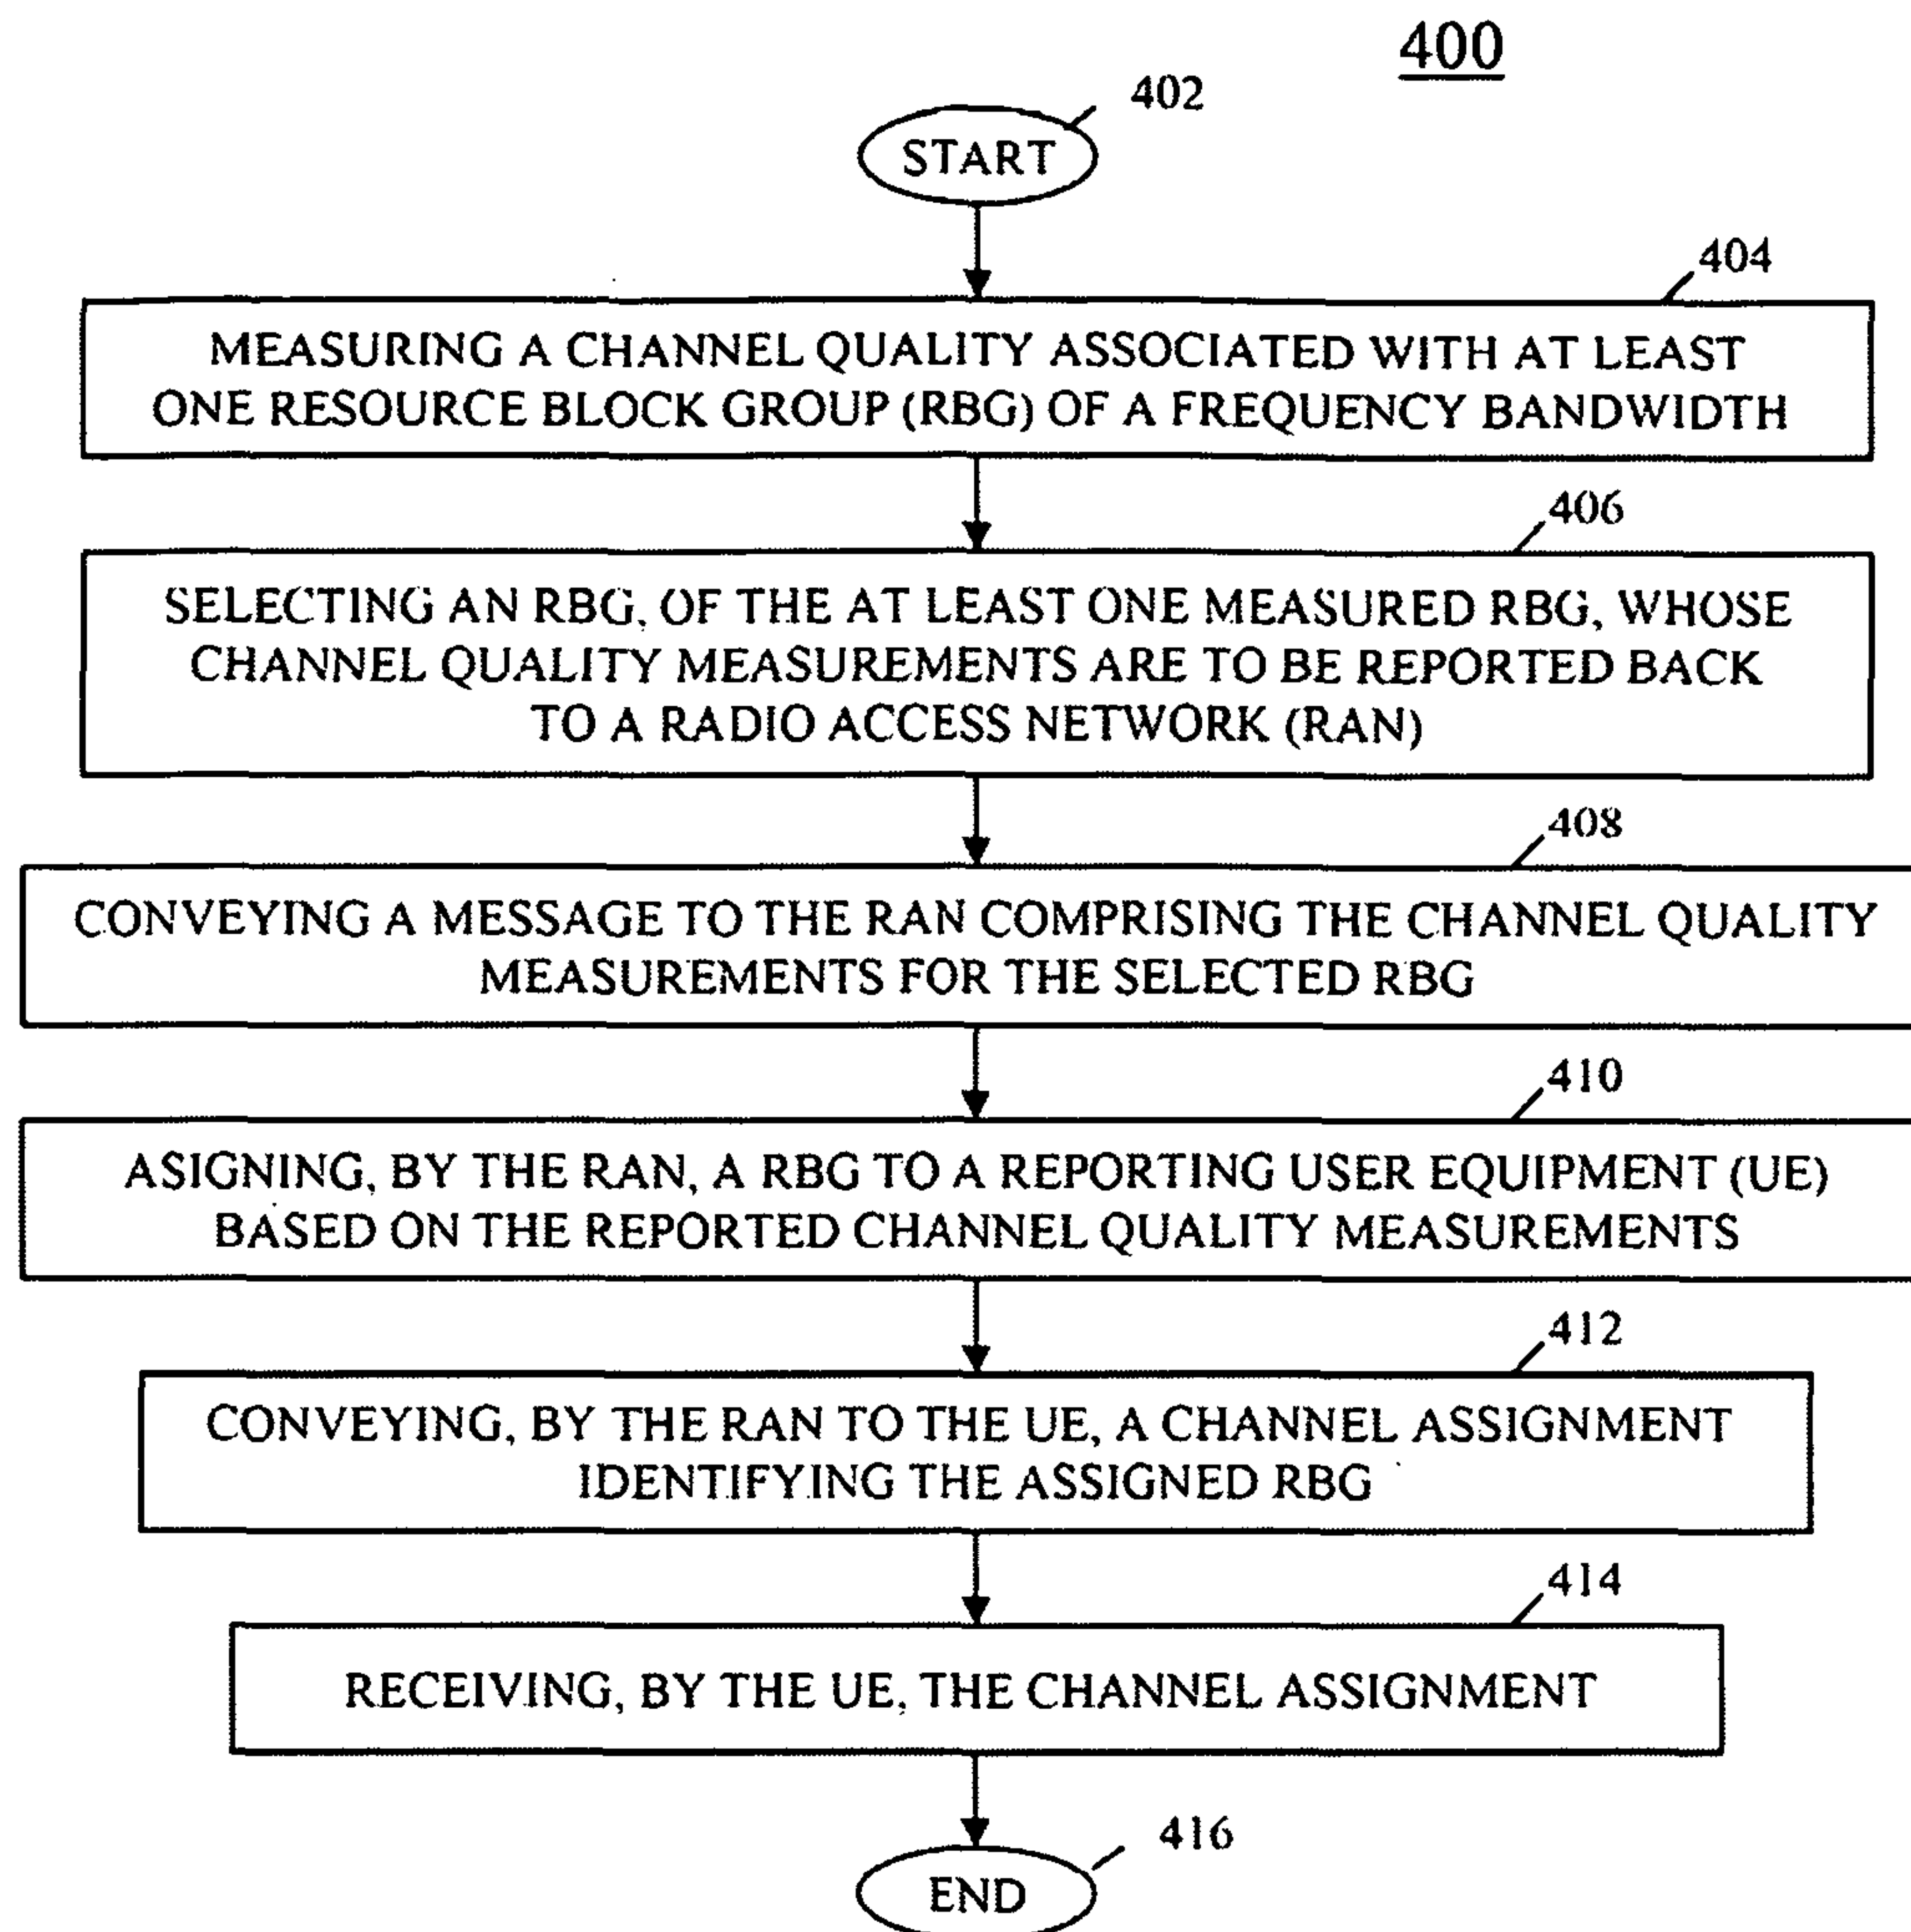 400
402
START
404
MEASURING A CHANNEL QUALITY ASSOCIATED WITH AT LEAST
ONE RESOURCE BLOCK GROUP (RBG) OF A FREQUENCY BANDWIDTH
406
SELECTING AN RBG, OF THE AT LEAST ONE MEASURED RBG, WHOSE
CHANNEL QUALITY MEASUREMENTS ARE TO BE REPORTED BACK
TO A RADIO ACCESS NETWORK (RAN)
408
CONVEYING A MESSAGE TO THE RAN COMPRISING THE CHANNEL QUALITY
MEASUREMENTS FOR THE SELECTED RBG
410
ASIGNING, BY THE RAN, A RBG TO A REPORTING USER EQUIPMENT (UE)
BASED ON THE REPORTED CHANNEL QUALITY MEASUREMENTS
412
CONVEYING, BY THE RAN TO THE UE, A CHANNEL ASSIGNMENT
IDENTIFYING THE ASSIGNED RBG
414
RECEIVING, BY THE UE, THE CHANNEL ASSIGNMENT
416
END